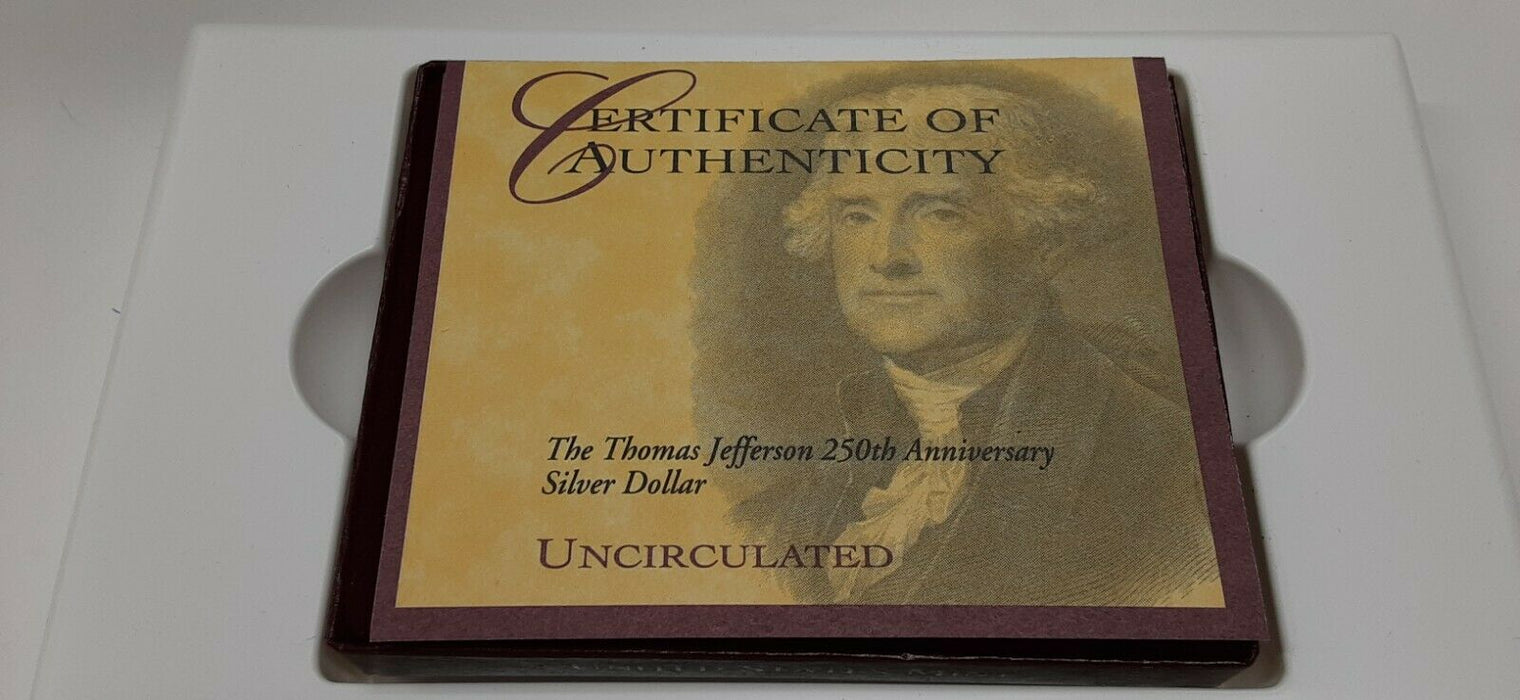 CERTIFICATE OF
AUTHENTICITY
The Thomas Jefferson 250th Anniversary
Silver Dollar
UNCIRCULATED